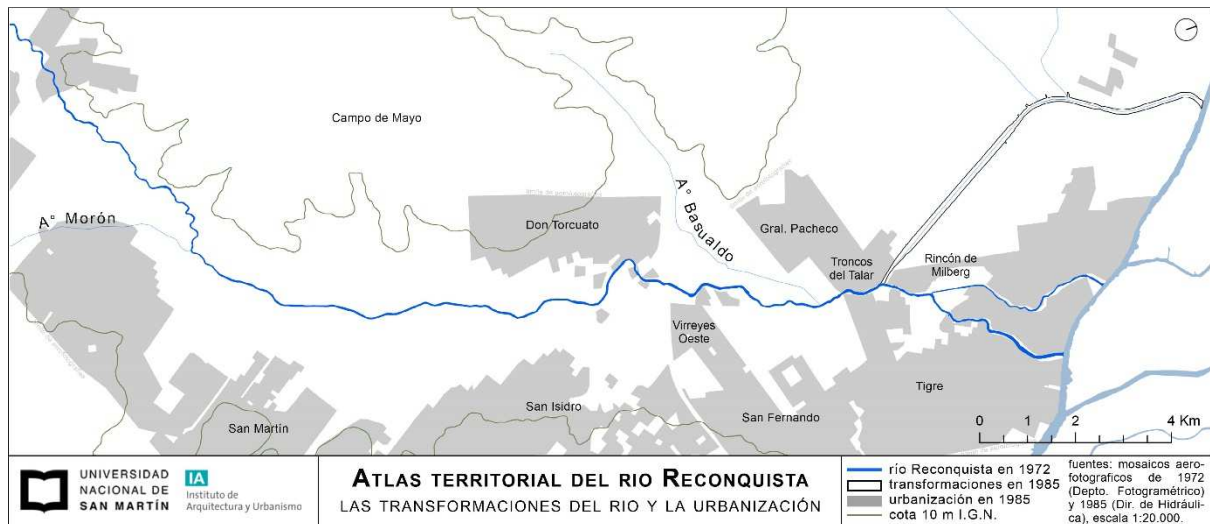 Campo de Mayo
A° Morón
Don Torcuato
A° Basualdo
Gral. Pacheco
Troncos
del Talar
Rincón de
Milberg
Virreyes
Oeste
Tigre
San Isidro
San Fernando
San Martín
0 1 2 4 Km
UNIVERSIDAD
NACIONAL DE
SAN MARTÍN
IA
Instituto de
Arquitectura y Urbanismo
ATLAS TERRITORIAL DEL RIO RECONQUISTA
LAS TRANSFORMACIONES DEL RIO Y LA URBANIZACIÓN
río Reconquista en 1972
transformaciones en 1985
urbanización en 1985
cota 10 m I.G.N.
fuentes: mosaicos aero-
fotograficos de 1972
(Depto. Fotogramétrico)
y 1985 (Dir. de Hidráuli-
ca), escala 1:20.000.